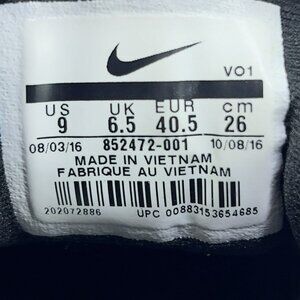 VO1
US UK EUR cm
9 6.5 40.5 26
08/03/16 852472-001 10/08/16
MADE IN VIETNAM
FABRIQUE AU VIETNAM
202072886 UPC 00883153654685